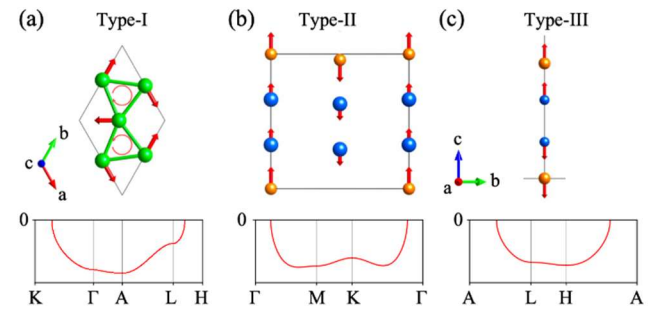 (a) Type-I
(b) Type-II
(c) Type-III
b
c
a
c
a b
0
K Γ A L H
0
Γ M K Γ
0
A L H A